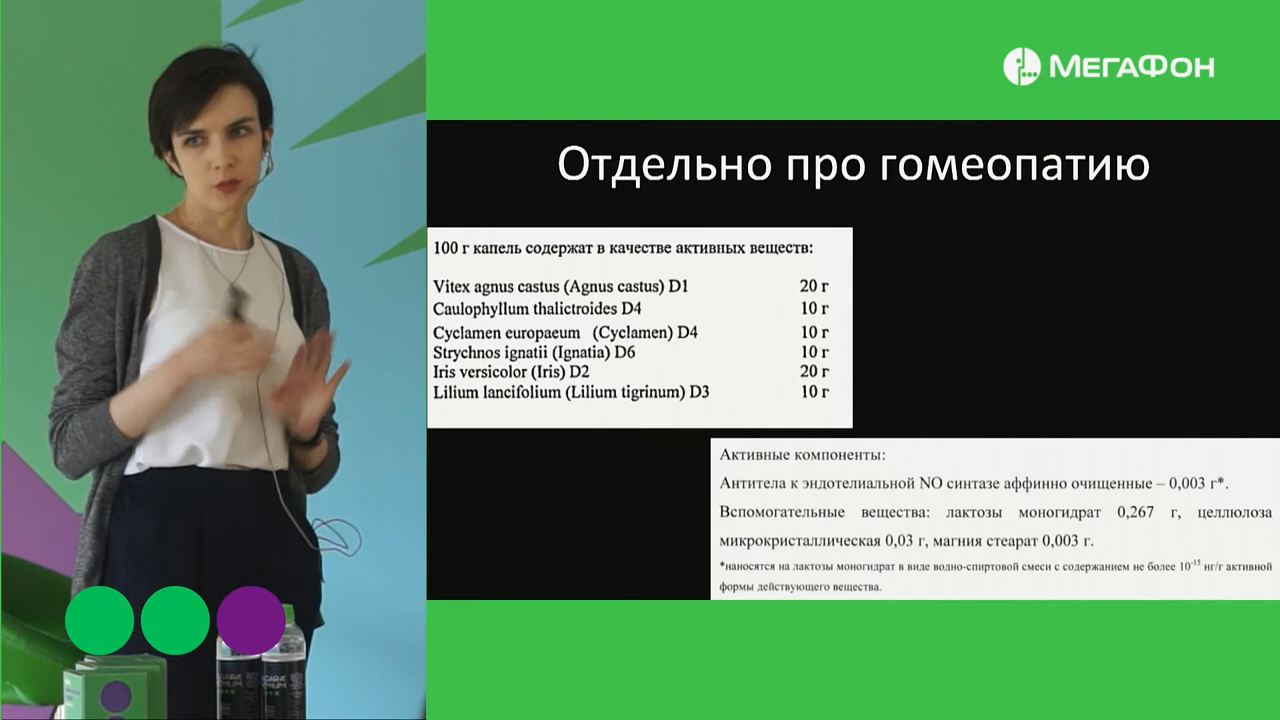 МЕГАФОН
Отдельно про гомеопатию
100 г капель содержат в качестве активных веществ:
Vitex agnus castus (Agnus castus) D1 20 г
Caulophyllum thalictroides D4 10 г
Cyclamen europaeum (Cyclamen) D4 10 г
Strychnos ignatii (Ignatia) D6 10 г
Iris versicolor (Iris) D2 20 г
Lilium lancifolium (Lilium tigrinum) D3 10 г
Активные компоненты:
Антитела к эндотелиальной NO синтазе аффинно очищенные – 0,003 г*.
Вспомогательные вещества: лактозы моногидрат 0,267 г, целлюлоза
микрокристаллическая 0,03 г, магния стеарат 0,003 г.
*наносятся на лактозы моногидрат в виде водно-спиртовой смеси с содержанием не более 10⁻¹⁵ нг/г активной
формы действующего вещества.